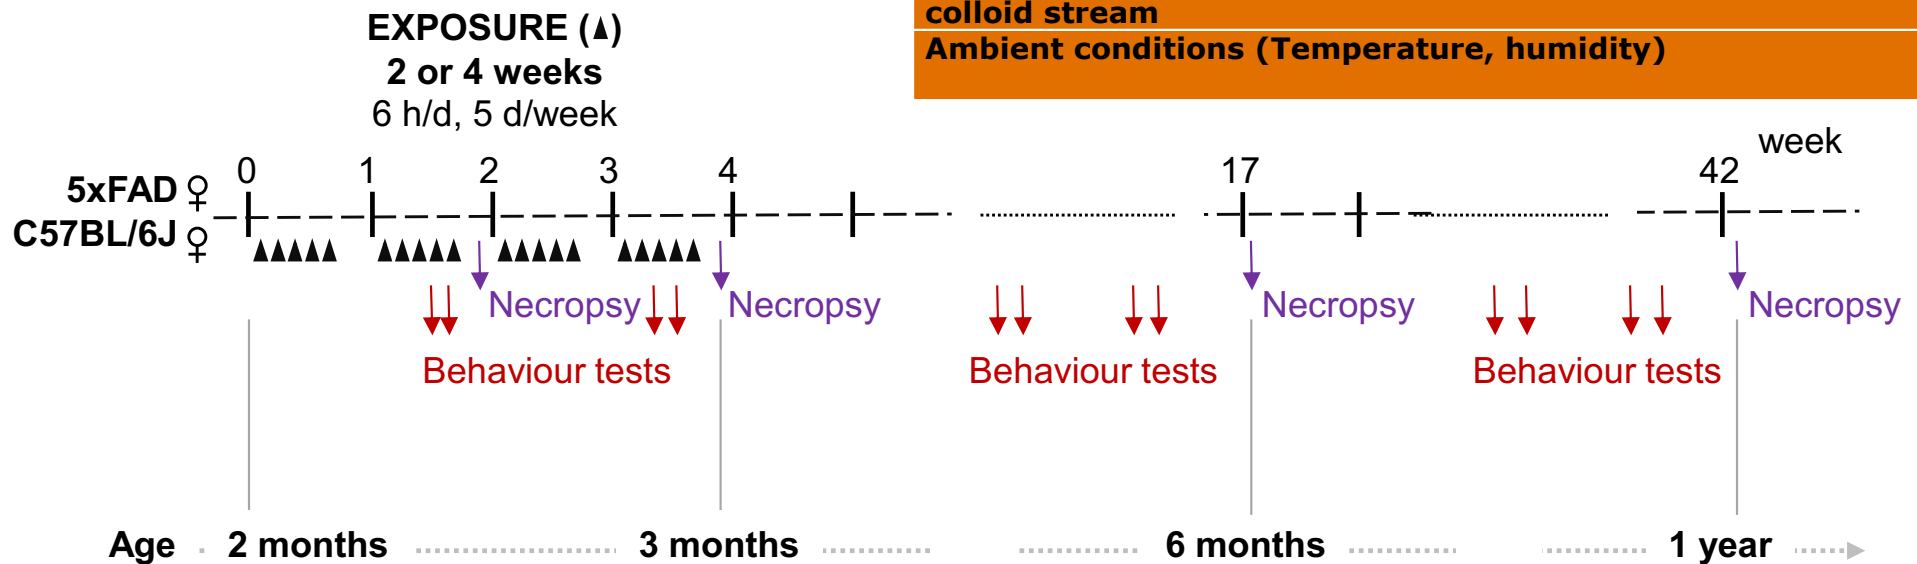 colloid stream
Ambient conditions (Temperature, humidity)
EXPOSURE (▲)
2 or 4 weeks
6 h/d, 5 d/week
week
0 1 2 3 4 17 42
5xFAD ♀
C57BL/6J ♀
Necropsy Necropsy Necropsy Necropsy
Behaviour tests Behaviour tests Behaviour tests
Age 2 months 3 months 6 months 1 year